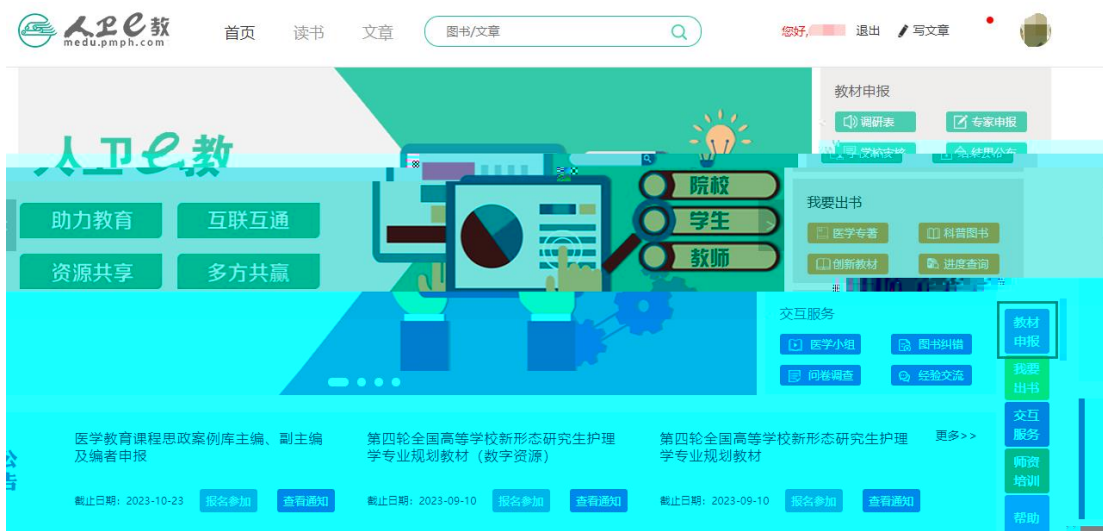 人卫e教
medu.pmph.com
首页
读书
文章
图书/文章
您好,
退出
写文章
教材申报
调研表
专家申报
人卫e教
学校审核
结果公布
助力教育
互联互通
资源共享
多方共赢
院校
学生
教师
我要出书
医学专著
科普图书
创新教材
进度查询
交互服务
医学小组
图书纠错
问卷调查
经验交流
教材
申报
我要
出书
交互
服务
师资
培训
帮助
公
告
医学教育课程思政案例库主编、副主编
及编者申报
截止日期：2023-10-23
报名参加
查看通知
第四轮全国高等学校新形态研究生护理
学专业规划教材（数字资源）
截止日期：2023-09-10
报名参加
查看通知
第四轮全国高等学校新形态研究生护理
学专业规划教材
截止日期：2023-09-10
报名参加
查看通知
更多>>